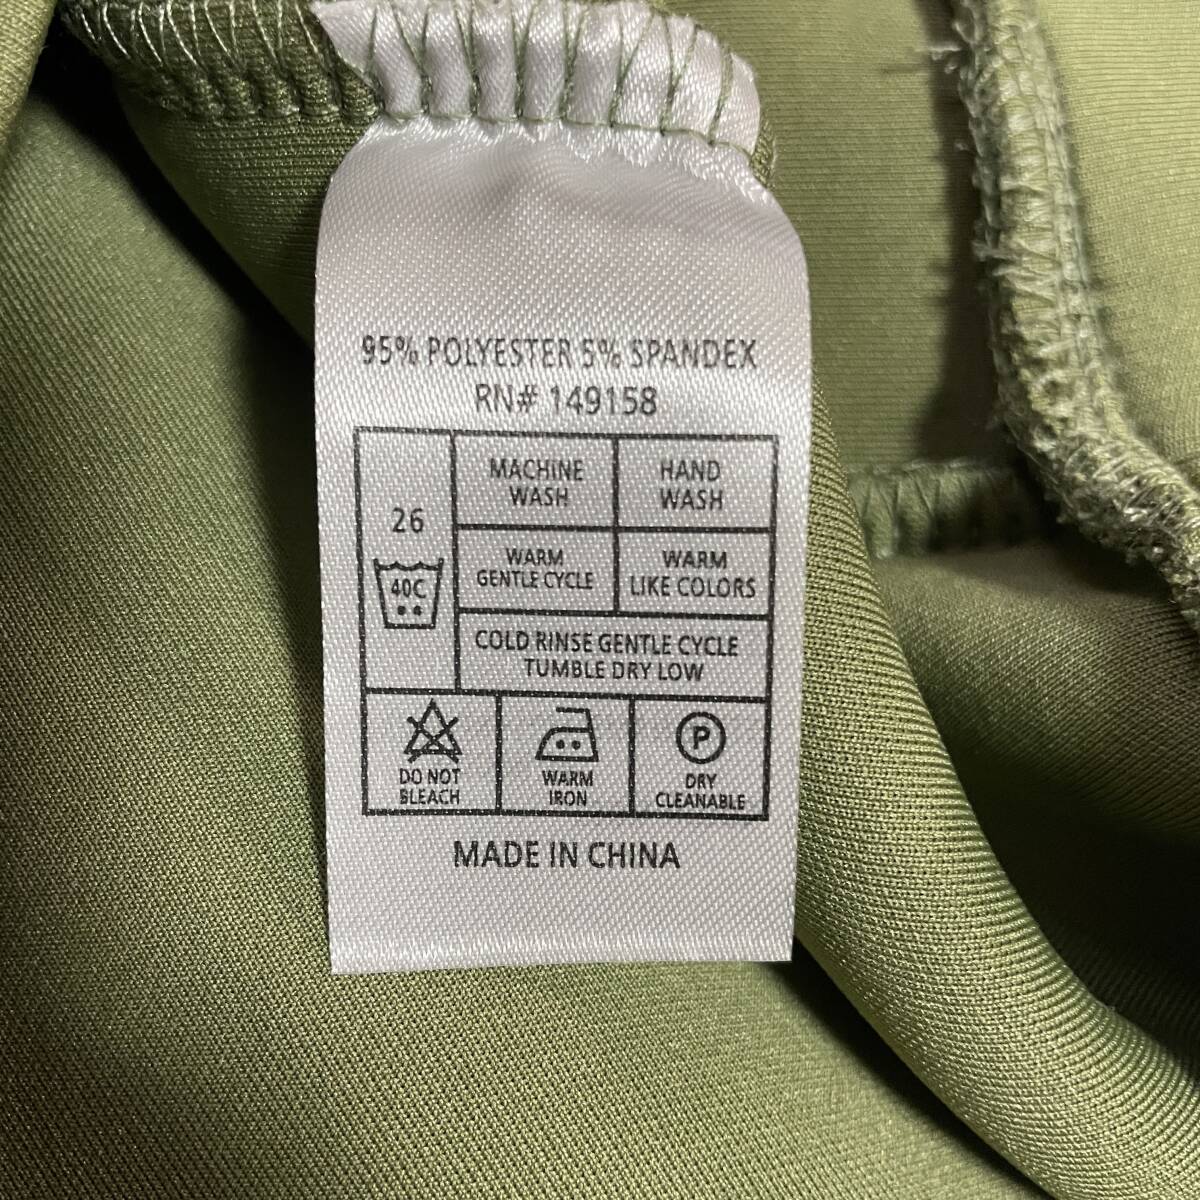 95% POLYESTER 5% SPANDEX
RN# 149158
26
40C
MACHINE
WASH
HAND
WASH
WARM
GENTLE CYCLE
WARM
LIKE COLORS
COLD RINSE GENTLE CYCLE
TUMBLE DRY LOW
DO NOT
BLEACH
WARM
IRON
P
DRY
CLEANABLE
MADE IN CHINA